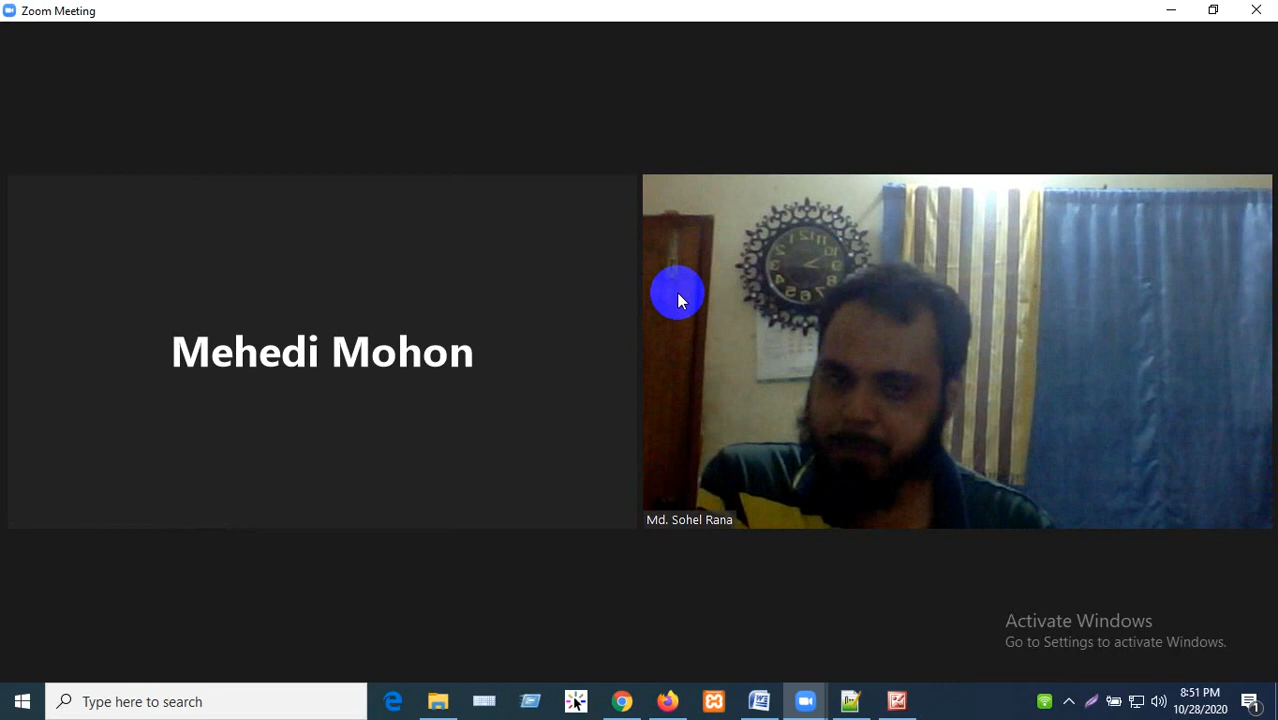 Zoom Meeting
Mehedi Mohon
Md. Sohel Rana
Activate Windows
Go to Settings to activate Windows.
Type here to search
8:51 PM
10/28/2020